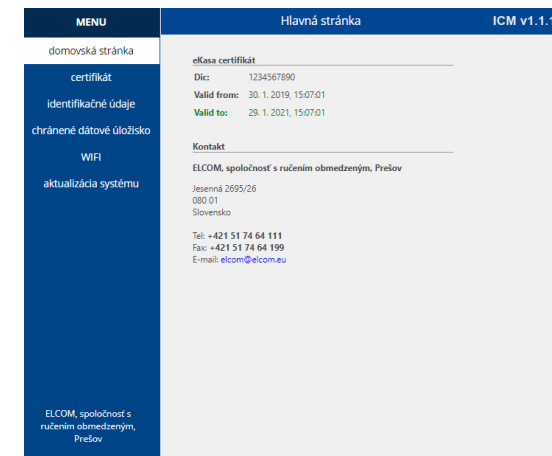 MENU
Hlavná stránka
ICM v1.1.1
domovská stránka
certifikát
identifikačné údaje
chránené dátové úložisko
WIFI
aktualizácia systému
ELCOM, spoločnosť s
ručením obmedzeným,
Prešov
eKasa certifikát
Dic: 1234567890
Valid from: 30. 1. 2019, 15:07:01
Valid to: 29. 1. 2021, 15:07:01
Kontakt
ELCOM, spoločnosť s ručením obmedzeným, Prešov
Jesenná 2695/26
080 01
Slovensko
Tel: +421 51 74 64 111
Fax: +421 51 74 64 199
E-mail: elcom@elcom.eu